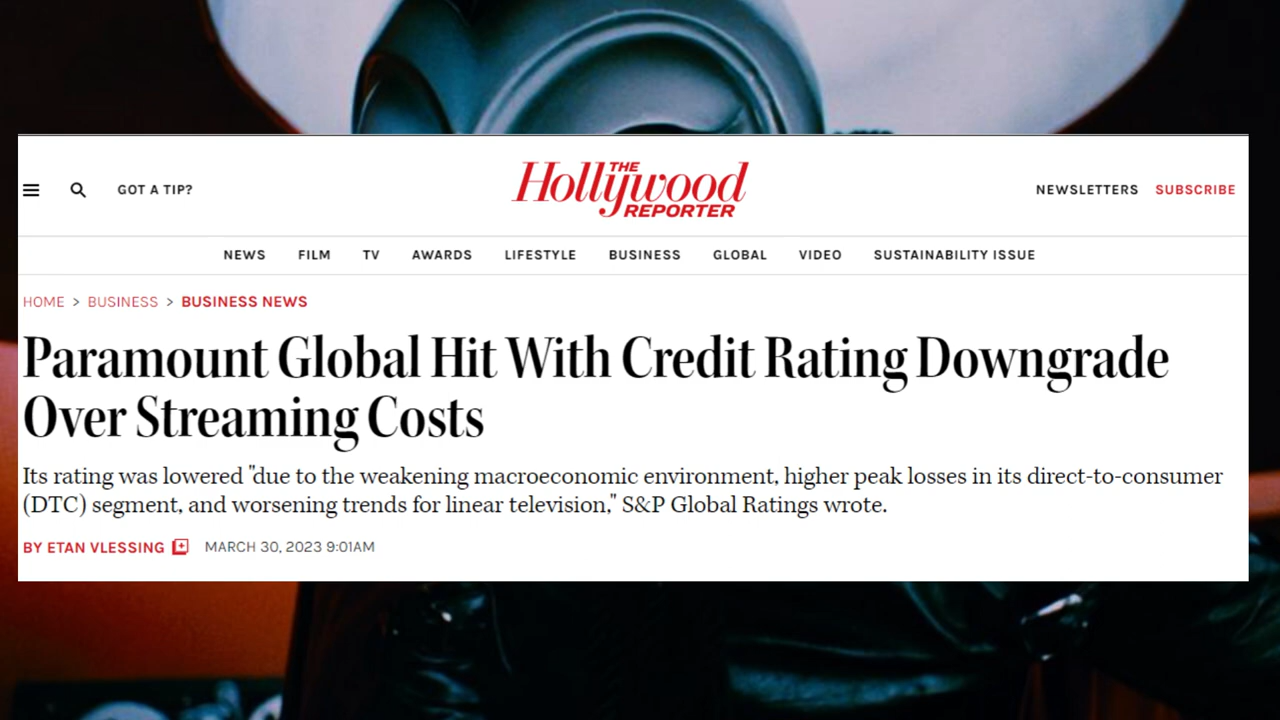 GOT A TIP?
THE
Hollywood
REPORTER
NEWSLETTERS SUBSCRIBE
NEWS FILM TV AWARDS LIFESTYLE BUSINESS GLOBAL VIDEO SUSTAINABILITY ISSUE
HOME > BUSINESS > BUSINESS NEWS
Paramount Global Hit With Credit Rating Downgrade
Over Streaming Costs
Its rating was lowered "due to the weakening macroeconomic environment, higher peak losses in its direct-to-consumer
(DTC) segment, and worsening trends for linear television," S&P Global Ratings wrote.
BY ETAN VLESSING MARCH 30, 2023 9:01AM